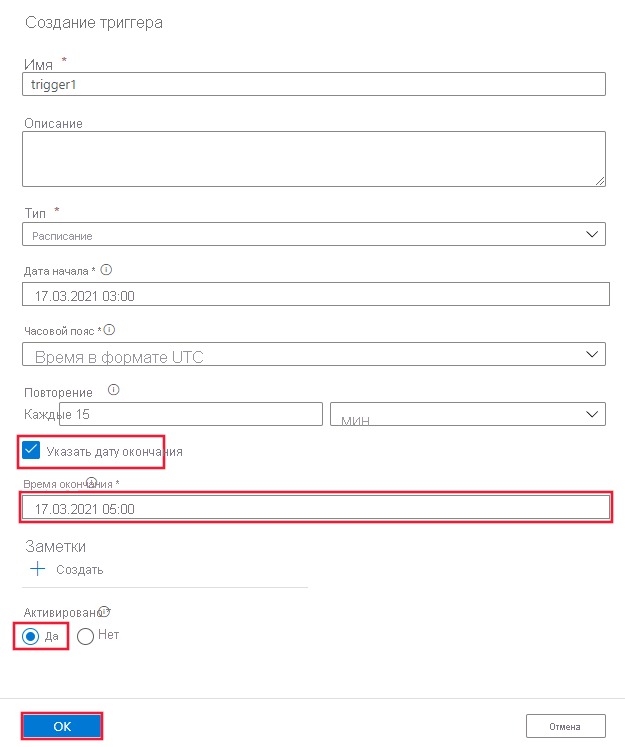 Создание триггера
Имя *
trigger1
Описание
Тип *
Расписание
Дата начала *
17.03.2021 03:00
Часовой пояс *
Время в формате UTC
Повторение
Каждые 15 мин
Указать дату окончания
Время окончания *
17.03.2021 05:00
Заметки
Создать
Активировано *
Да Нет
OK Отмена